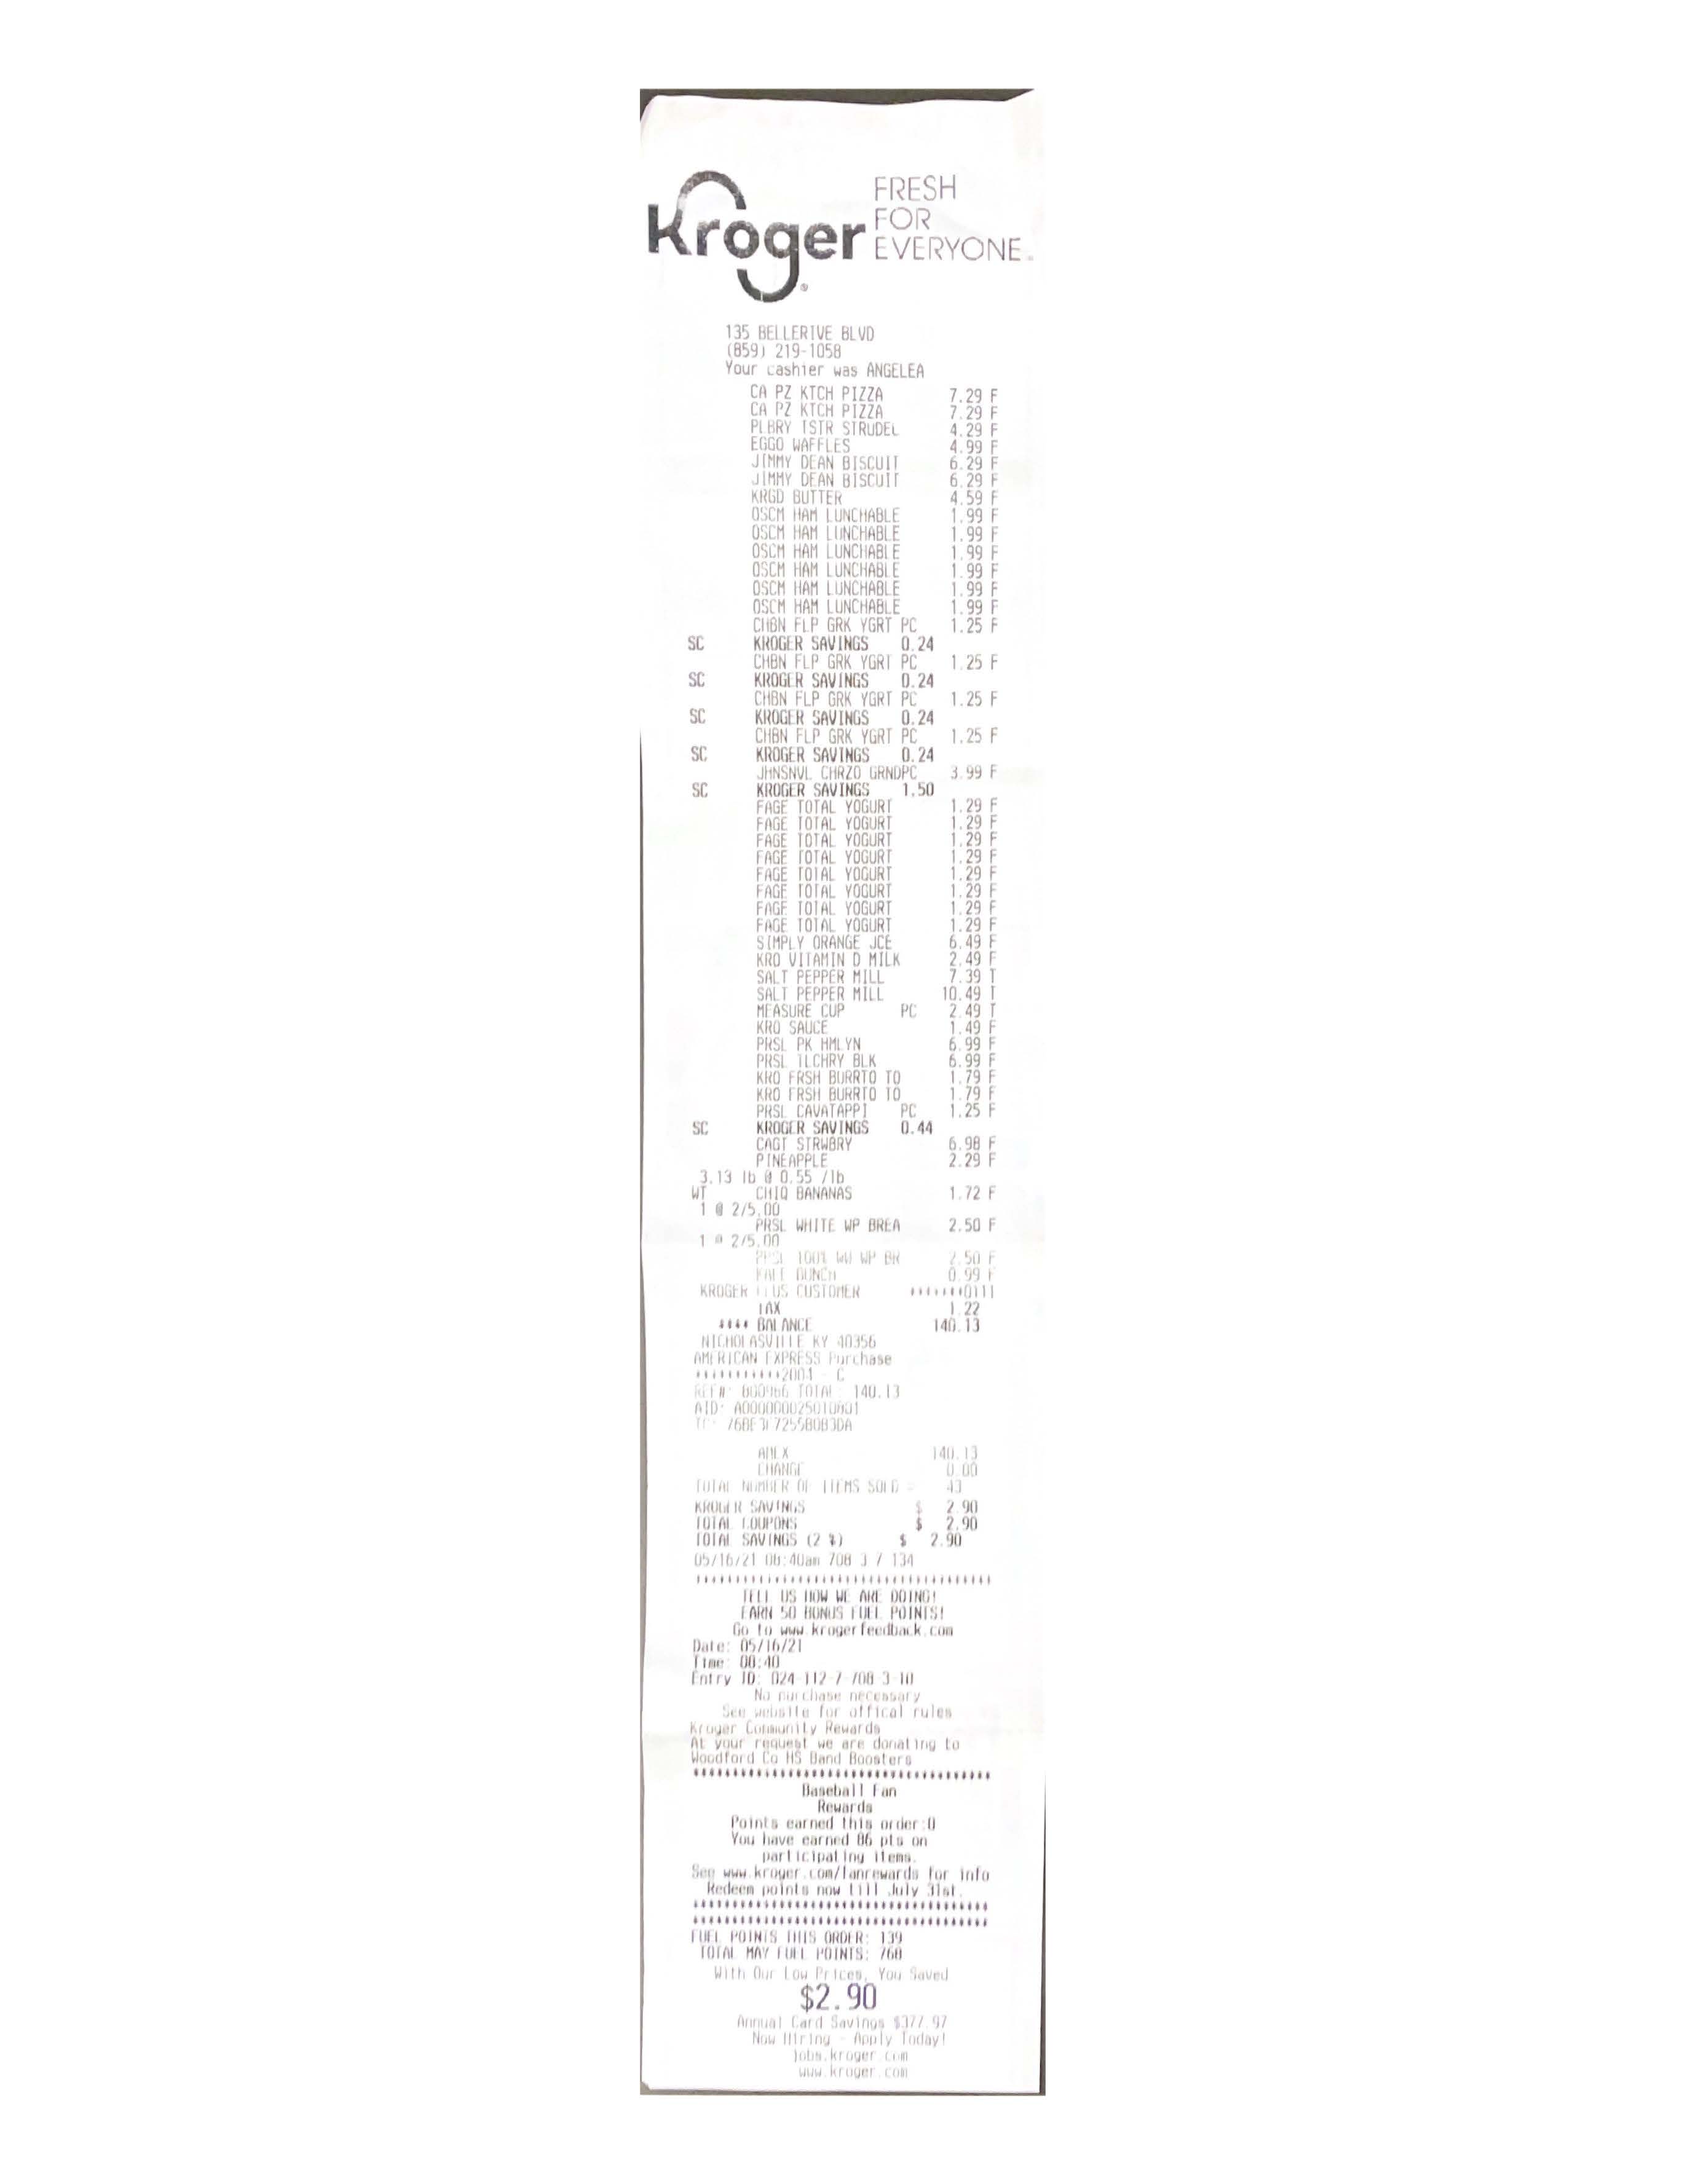 Kroger
FRESH
FOR
EVERYONE
135 BELLERIVE BLVD
(859) 219-1058
Your cashier was ANGELEA
CA PZ KTCH PIZZA 7.29 F
CA PZ KTCH PIZZA 7.29 F
PLBRY TSTR STRUDEL 4.29 F
EGGO WAFFLES 4.99 F
JIMMY DEAN BISCUIT 6.29 F
JIMMY DEAN BISCUIT 6.29 F
KRGD BUTTER 4.59 F
OSCM HAM LUNCHABLE 1.99 F
OSCM HAM LUNCHABLE 1.99 F
OSCM HAM LUNCHABLE 1.99 F
OSCM HAM LUNCHABLE 1.99 F
OSCM HAM LUNCHABLE 1.99 F
OSCM HAM LUNCHABLE 1.99 F
CHBN FLP GRK YGRT PC 1.25 F
SC KROGER SAVINGS 0.24
CHBN FLP GRK YGRT PC 1.25 F
SC KROGER SAVINGS 0.24
CHBN FLP GRK YGRT PC 1.25 F
SC KROGER SAVINGS 0.24
CHBN FLP GRK YGRT PC 1.25 F
SC KROGER SAVINGS 0.24
JHNSNVL CHRZO GRNDPC 3.99 F
SC KROGER SAVINGS 1.50
FAGE TOTAL YOGURT 1.29 F
FAGE TOTAL YOGURT 1.29 F
FAGE TOTAL YOGURT 1.29 F
FAGE TOTAL YOGURT 1.29 F
FAGE TOTAL YOGURT 1.29 F
FAGE TOTAL YOGURT 1.29 F
FAGE TOTAL YOGURT 1.29 F
FAGE TOTAL YOGURT 1.29 F
SIMPLY ORANGE JCE 6.49 F
KRO VITAMIN D MILK 2.49 F
SALT PEPPER MILL 7.39 T
SALT PEPPER MILL 10.49 T
MEASURE CUP PC 2.49 T
KRO SAUCE 1.49 F
PRSL PK HMLYN 6.99 F
PRSL TLCHRY BLK 6.99 F
KRO FRSH BURRTO TO 1.79 F
KRO FRSH BURRTO TO 1.79 F
PRSL CAVATAPPI PC 1.25 F
SC KROGER SAVINGS 0.44
CAGT STRWBRY 6.98 F
PINEAPPLE 2.29 F
3.13 lb @ 0.55 /lb
WT CHIQ BANANAS 1.72 F
1 @ 2/5.00
PRSL WHITE WP BREA 2.50 F
1 @ 2/5.00
PRSL 100% WW WP BR 2.50 F
KALE BUNCH 0.99 F
KROGER PLUS CUSTOMER *******0111
TAX 1.22
**** BALANCE 140.13
NICHOLASVILLE KY 40356
AMERICAN EXPRESS Purchase
***********2004 - C
REF#: 800966 TOTAL: 140.13
AID: A000000025010801
TC:
AMEX 140.13
CHANGE 0.00
TOTAL NUMBER OF ITEMS SOLD = 43
KROGER SAVINGS $ 2.90
TOTAL COUPONS $ 2.90
TOTAL SAVINGS (2 %) $ 2.90
05/16/21 08:40am 708 3 7 134
************************************
TELL US HOW WE ARE DOING!
EARN 50 BONUS FUEL POINTS!
Go to www.krogerfeedback.com
Date: 05/16/21
Time: 08:40
Entry ID: 024-112-7-708-3-10
No purchase necessary
See website for offical rules
Kroger Community Rewards
At your request we are donating to
Woodford Co HS Band Boosters
************************************
Baseball Fan
Rewards
Points earned this order:0
You have earned 86 pts on
participating items.
See www.kroger.com/fanrewards for info
Redeem points now till July 31st.
************************************
************************************
FUEL POINTS THIS ORDER: 139
TOTAL MAY FUEL POINTS: 768
With Our Low Prices, You Saved
$2.90
Annual Card Savings $377.97
Now Hiring - Apply Today!
jobs.kroger.com
www.kroger.com